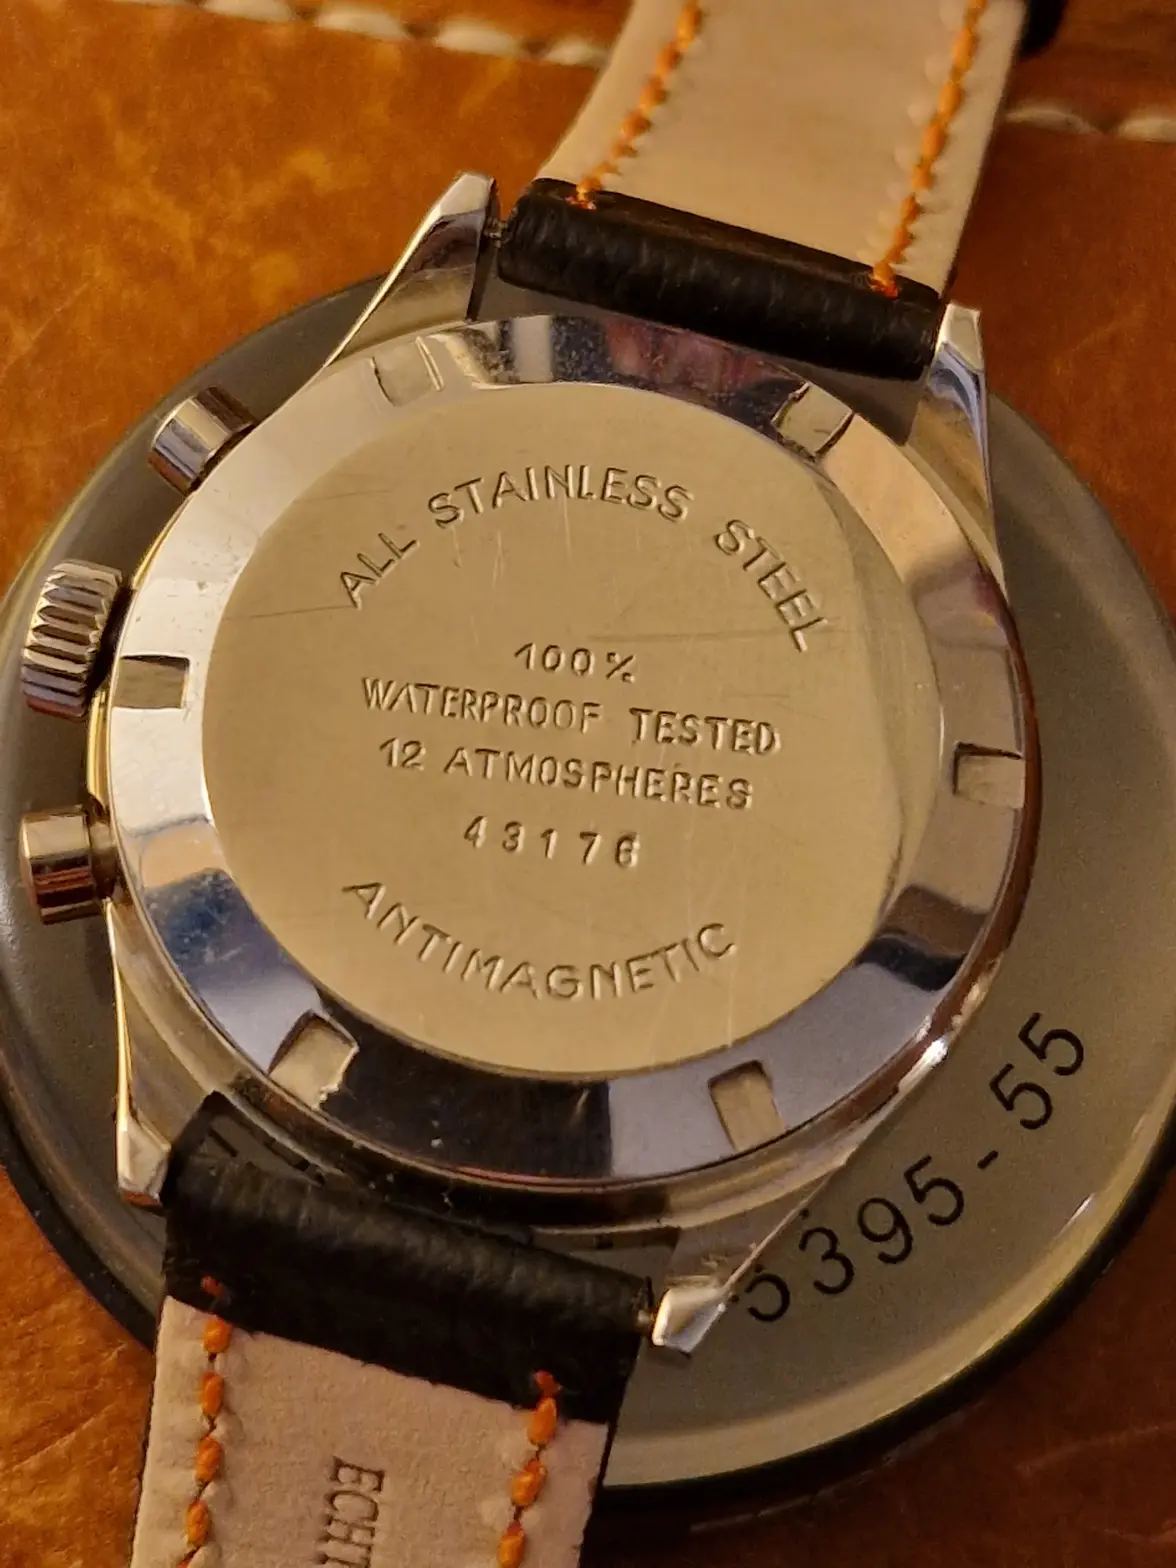 ALL STAINLESS STEEL
100%
WATERPROOF TESTED
12 ATMOSPHERES
43176
ANTIMAGNETIC
5395-55